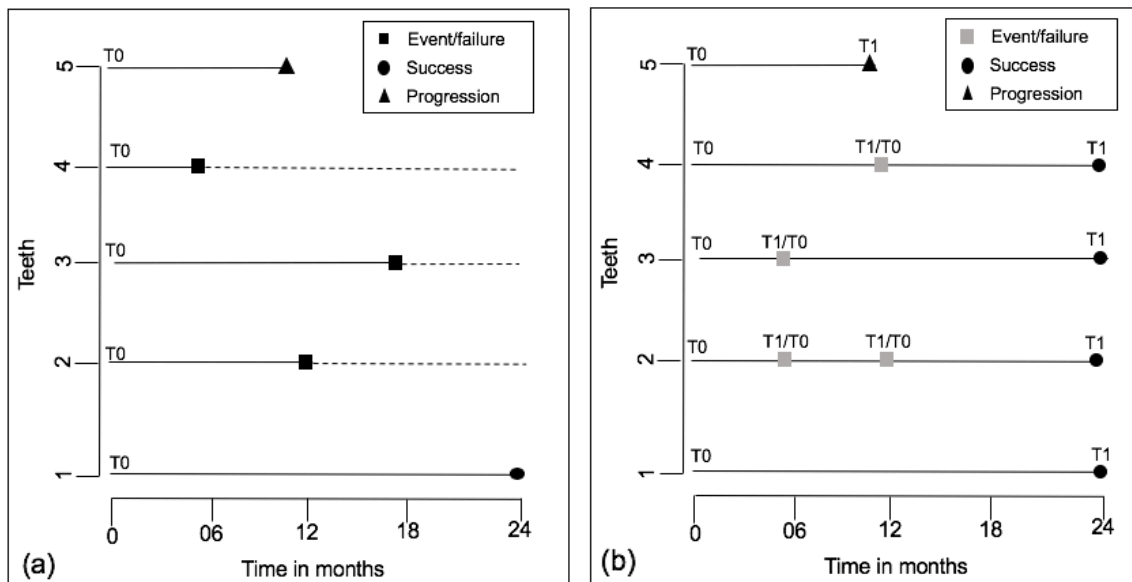 T0
5
T0
4
T0
3
T0
2
T0
1
Teeth
Event/failure
Success
Progression
0
06
12
18
24
Time in months
(a)
T0
T1
5
T0
T1/T0
T1
4
T0
T1/T0
T1
3
T0
T1/T0
T1/T0
T1
2
T0
T1
1
Teeth
Event/failure
Success
Progression
0
06
12
18
24
Time in months
(b)